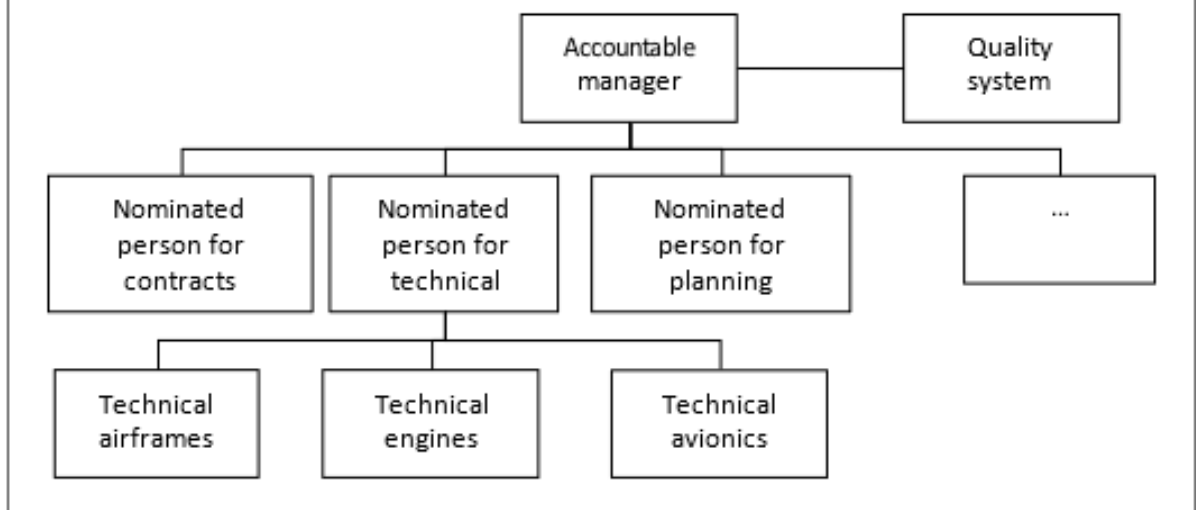 Accountable
manager
Quality
system
Nominated
person for
contracts
Nominated
person for
technical
Nominated
person for
planning
...
Technical
airframes
Technical
engines
Technical
avionics